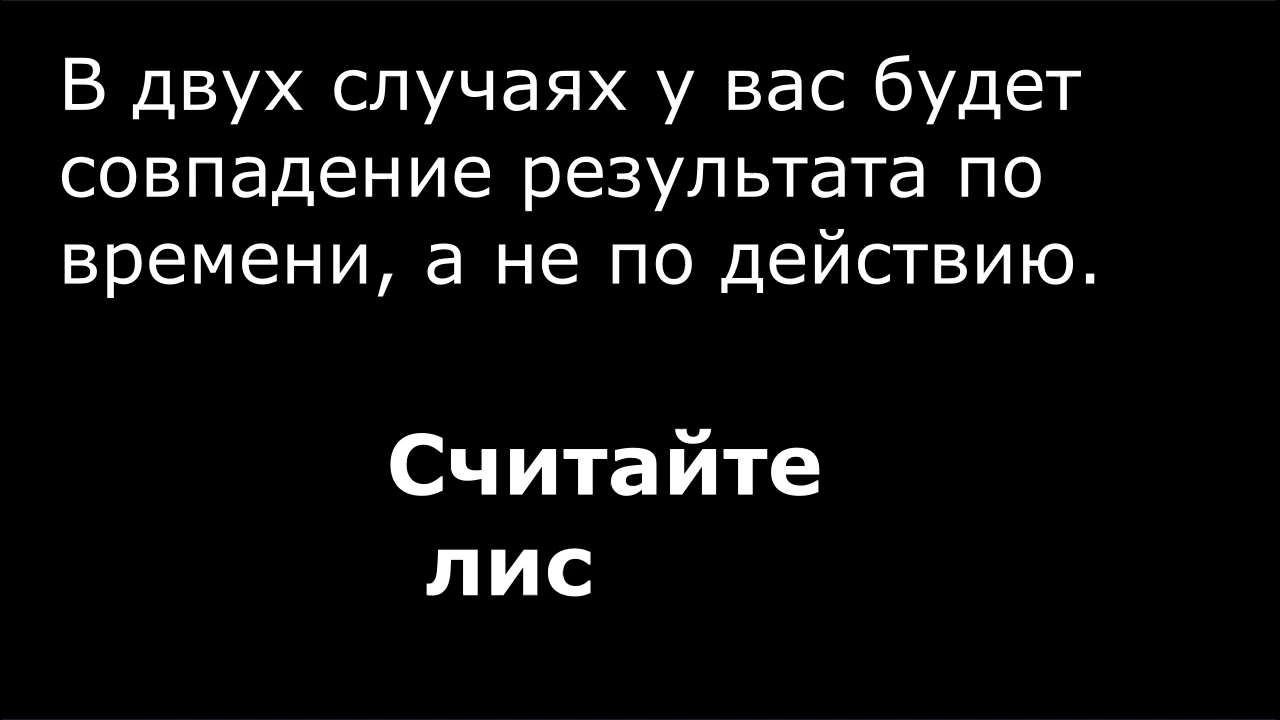 В двух случаях у вас будет
совпадение результата по
времени, а не по действию.
Считайте
лис